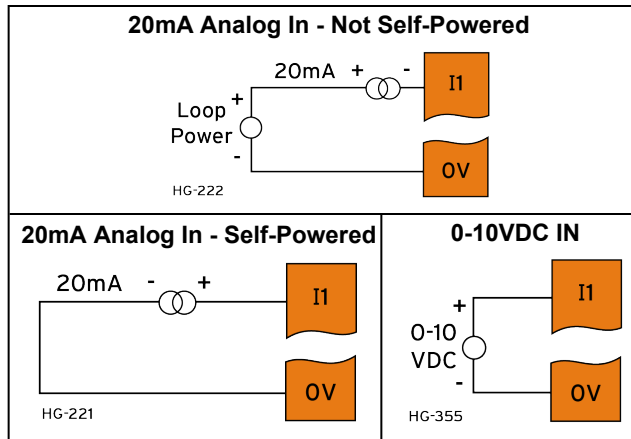 20mA Analog In - Not Self-Powered
20mA + - I1
+
Loop
Power
-
0V
HG-222
20mA Analog In - Self-Powered
20mA - + I1
0V
HG-221
0-10VDC IN
I1
+
0-10
VDC
-
0V
HG-355